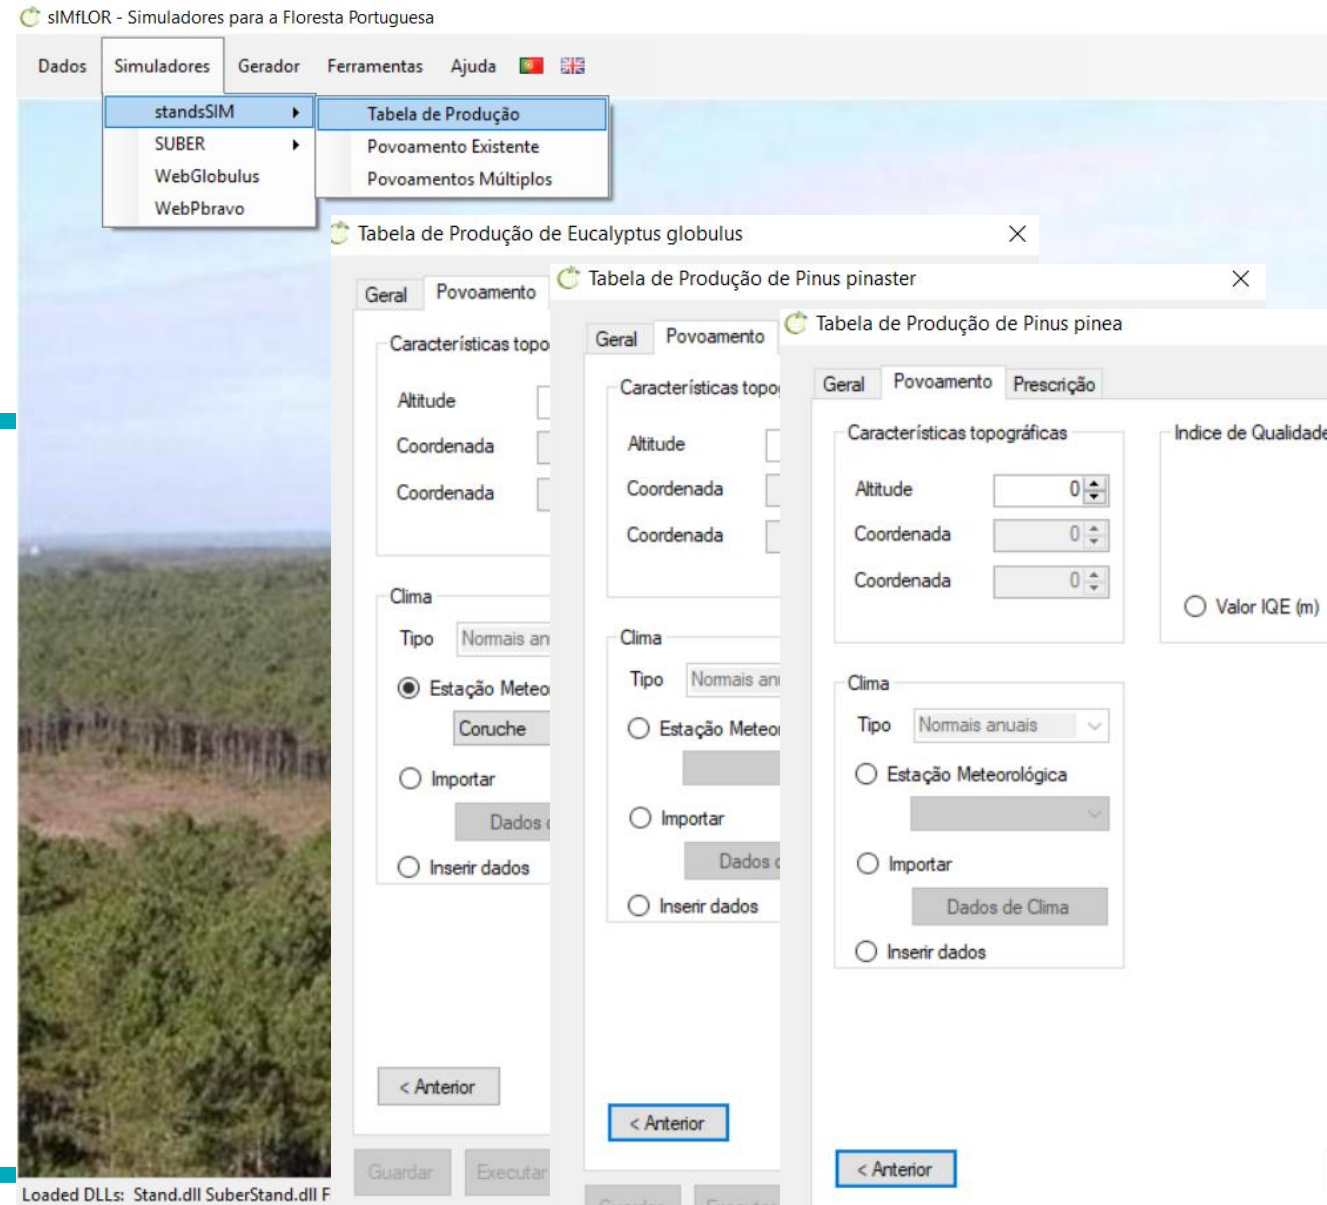 sIMfLOR - Simuladores para a Floresta Portuguesa
Dados Simuladores Gerador Ferramentas Ajuda
standsSIM
SUBER
WebGlobulus
WebPbravo
Tabela de Produção
Povoamento Existente
Povoamentos Múltiplos
Tabela de Produção de Eucalyptus globulus
Geral Povoamento
Características topo
Altitude
Coordenada
Coordenada
Clima
Tipo Normais an
Estação Meteo
Coruche
Importar
Dados
Inserir dados
< Anterior
Guardar Executar
Tabela de Produção de Pinus pinaster
Geral Povoamento
Características topo
Altitude
Coordenada
Coordenada
Clima
Tipo Normais an
Estação Meteo
Importar
Dados
Inserir dados
< Anterior
Tabela de Produção de Pinus pinea
Geral Povoamento Prescrição
Características topográficas
Altitude 0
Coordenada 0
Coordenada 0
Indice de Qualidade
Valor IQE (m)
Clima
Tipo Normais anuais
Estação Meteorológica
Importar
Dados de Clima
Inserir dados
< Anterior
Loaded DLLs: Stand.dll SuberStand.dll F